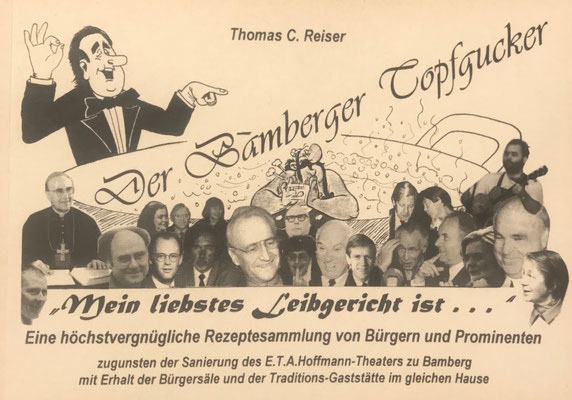 Thomas C. Reiser
Der Bamberger Topfgucker
„Mein liebstes Leibgericht ist . . . "
Eine höchstvergnügliche Rezeptesammlung von Bürgern und Prominenten
zugunsten der Sanierung des E.T.A.Hoffmann-Theaters zu Bamberg
mit Erhalt der Bürgersäle und der Traditions-Gaststätte im gleichen Hause